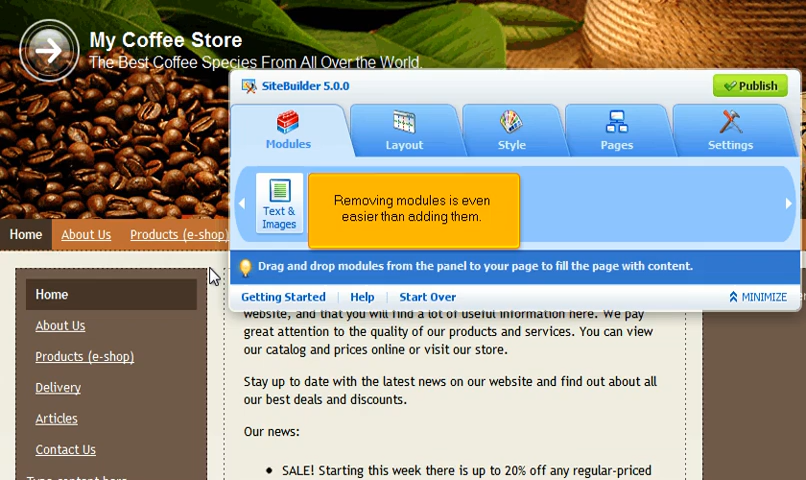 My Coffee Store
The Best Coffee Species From All Over the World.
SiteBuilder 5.0.0
Publish
Modules
Layout
Style
Pages
Settings
Text &
Images
Removing modules is even
easier than adding them.
Home
About Us
Products (e-shop)
Drag and drop modules from the panel to your page to fill the page with content.
Getting Started
Help
Start Over
MINIMIZE
Home
About Us
Products (e-shop)
Delivery
Articles
Contact Us
website, and that you will find a lot of useful information here. We pay
great attention to the quality of our products and services. You can view
our catalog and prices online or visit our store.
Stay up to date with the latest news on our website and find out about all
our best deals and discounts.
Our news:
• SALE! Starting this week there is up to 20% off any regular-priced